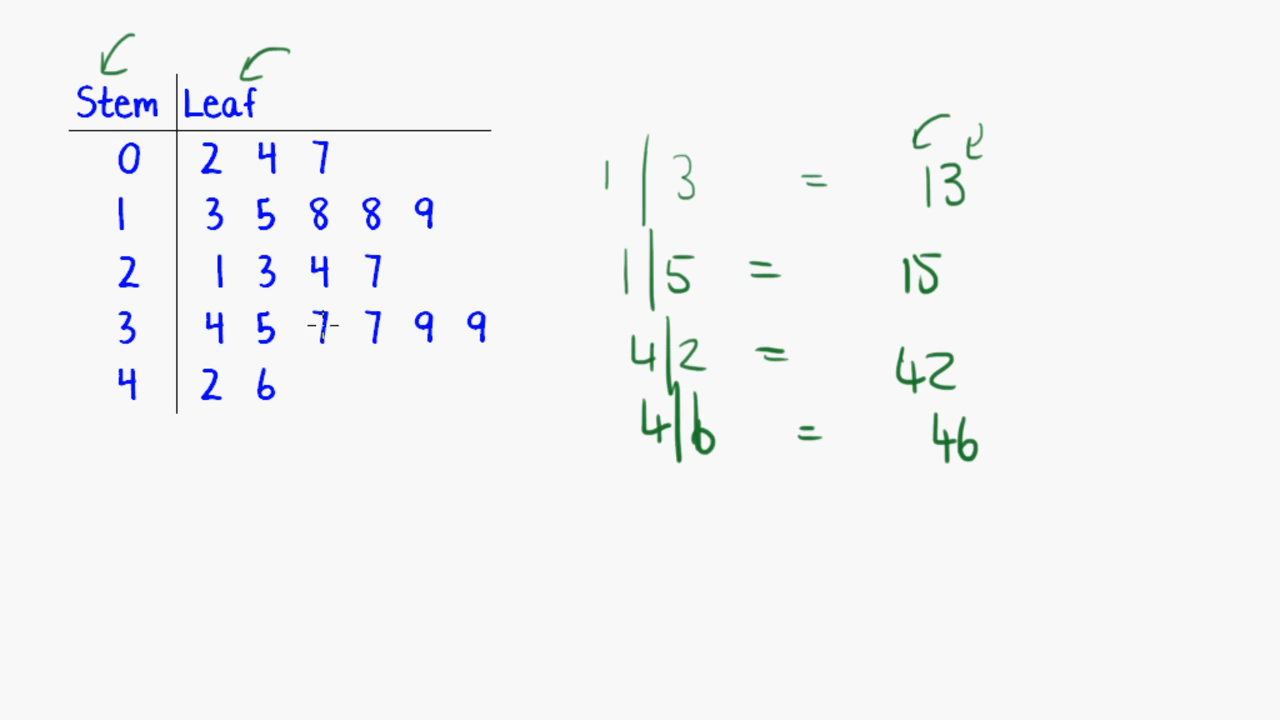 Stem Leaf
0 2 4 7
1 3 5 8 8 9
2 1 3 4 7
3 4 5 7 7 9 9
4 2 6
1 | 3 = 13
1 | 5 = 15
4 | 2 = 42
4 | 6 = 46